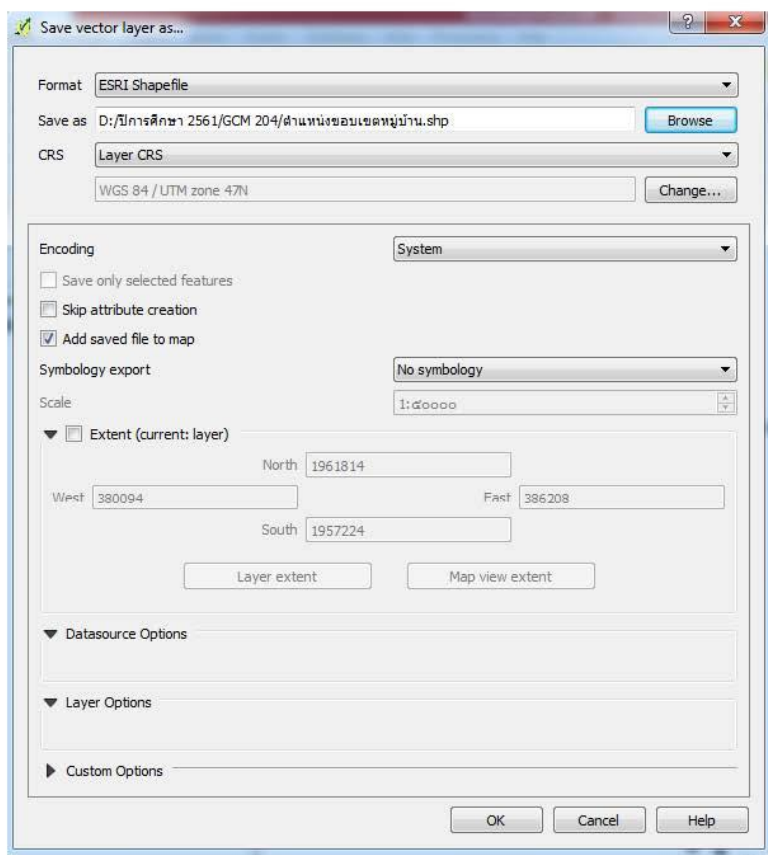 Save vector layer as...
Format ESRI Shapefile
Save as D:/ปีการศึกษา 2561/GCM 204/ตำแหน่งขอบเขตหมู่บ้าน.shp Browse
CRS Layer CRS
WGS 84 / UTM zone 47N Change...
Encoding System
Save only selected features
Skip attribute creation
Add saved file to map
Symbology export No symbology
Scale 1:๕๐๐๐๐
Extent (current: layer)
North 1961814
West 380094 East 386208
South 1957224
Layer extent Map view extent
Datasource Options
Layer Options
Custom Options
OK Cancel Help